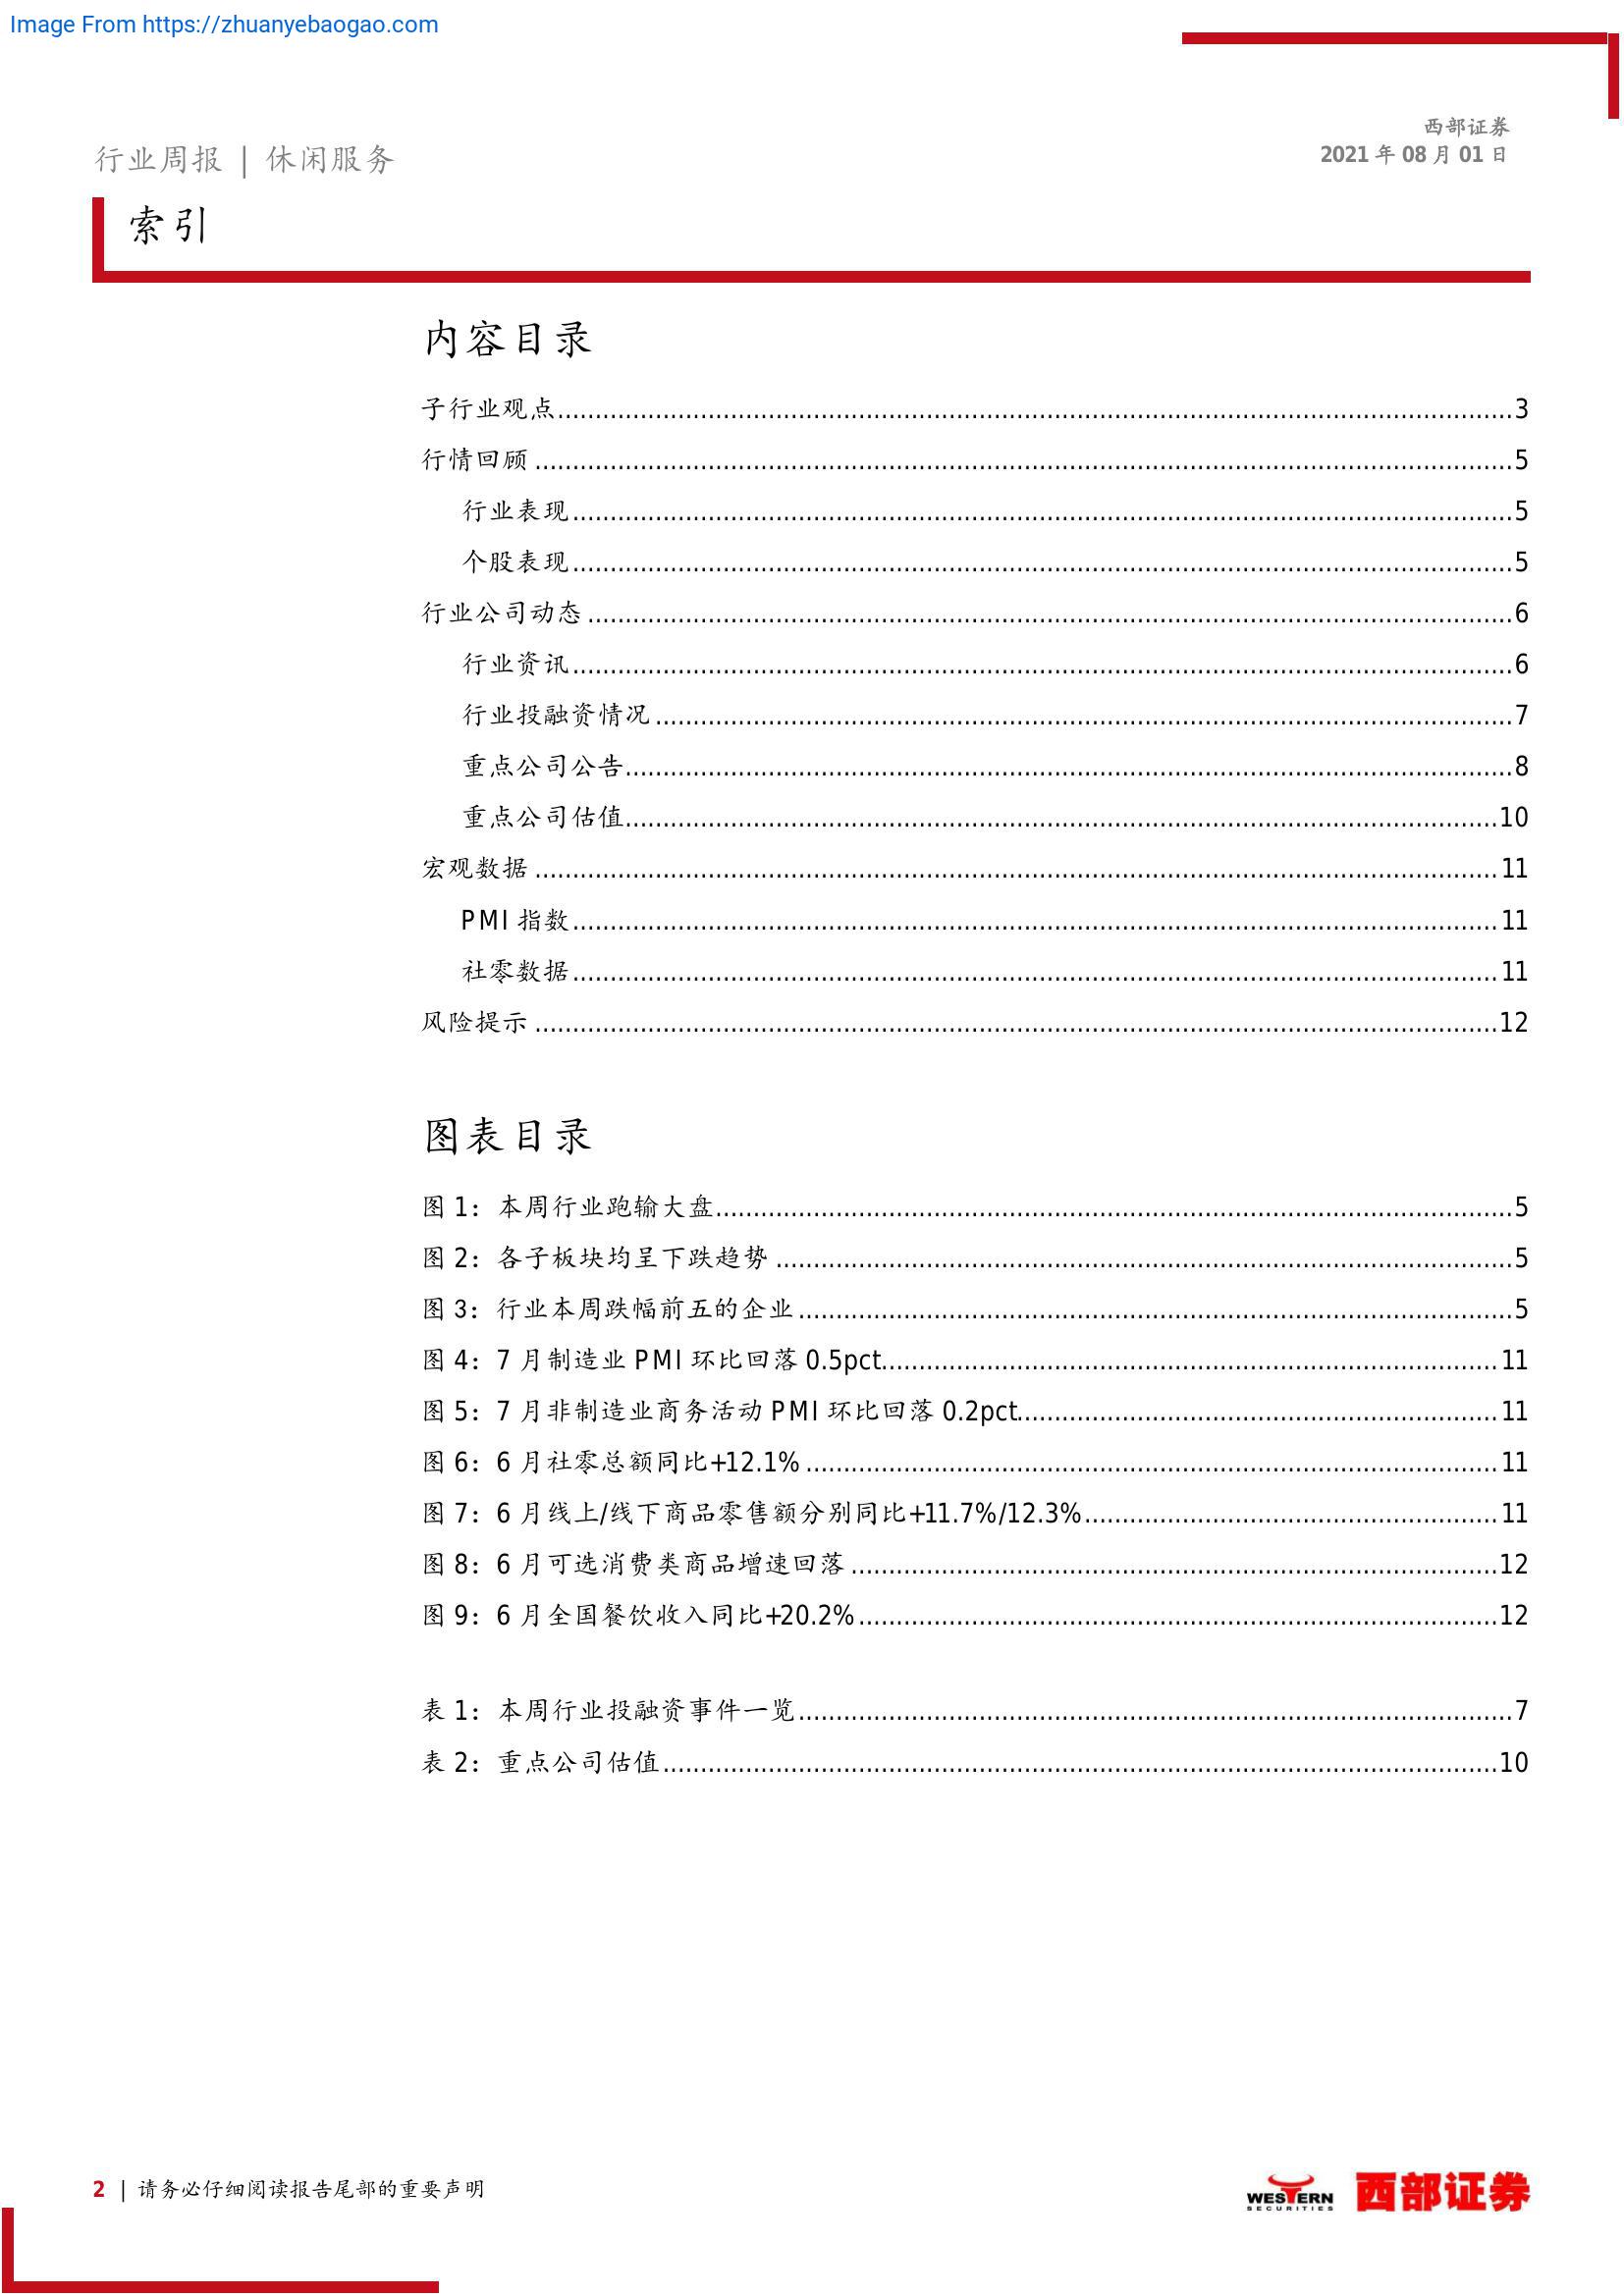 Image From https://zhuanyebaogao.com
西部证券
2021 年 08 月 01 日
行业周报 | 休闲服务
索引
内容目录
子行业观点 3
行情回顾 5
行业表现 5
个股表现 5
行业公司动态 6
行业资讯 6
行业投融资情况 7
重点公司公告 8
重点公司估值 10
宏观数据 11
PMI 指数 11
社零数据 11
风险提示 12
图表目录
图 1：本周行业跑输大盘 5
图 2：各子板块均呈下跌趋势 5
图 3：行业本周跌幅前五的企业 5
图 4：7 月制造业 PMI 环比回落 0.5pct 11
图 5：7 月非制造业商务活动 PMI 环比回落 0.2pct 11
图 6：6 月社零总额同比+12.1% 11
图 7：6 月线上/线下商品零售额分别同比+11.7%/12.3% 11
图 8：6 月可选消费类商品增速回落 12
图 9：6 月全国餐饮收入同比+20.2% 12
表 1：本周行业投融资事件一览 7
表 2：重点公司估值 10
2 | 请务必仔细阅读报告尾部的重要声明
WESTERN SECURITIES 西部证券